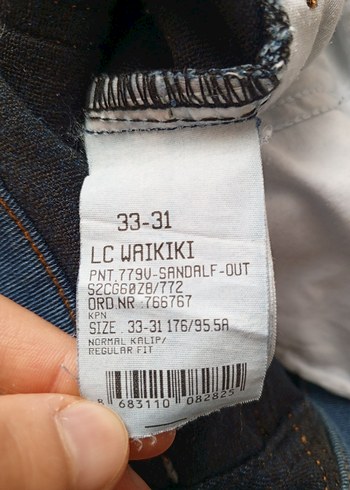 33-31
LC WAIKIKI
PNT,779V-SANDALF-OUT
S2CG60Z8/772
ORD NR :766767
KPN
SIZE 33-31 176/95.5A
NORMAL KALIP/
REGULAR FIT
8 683110 082825